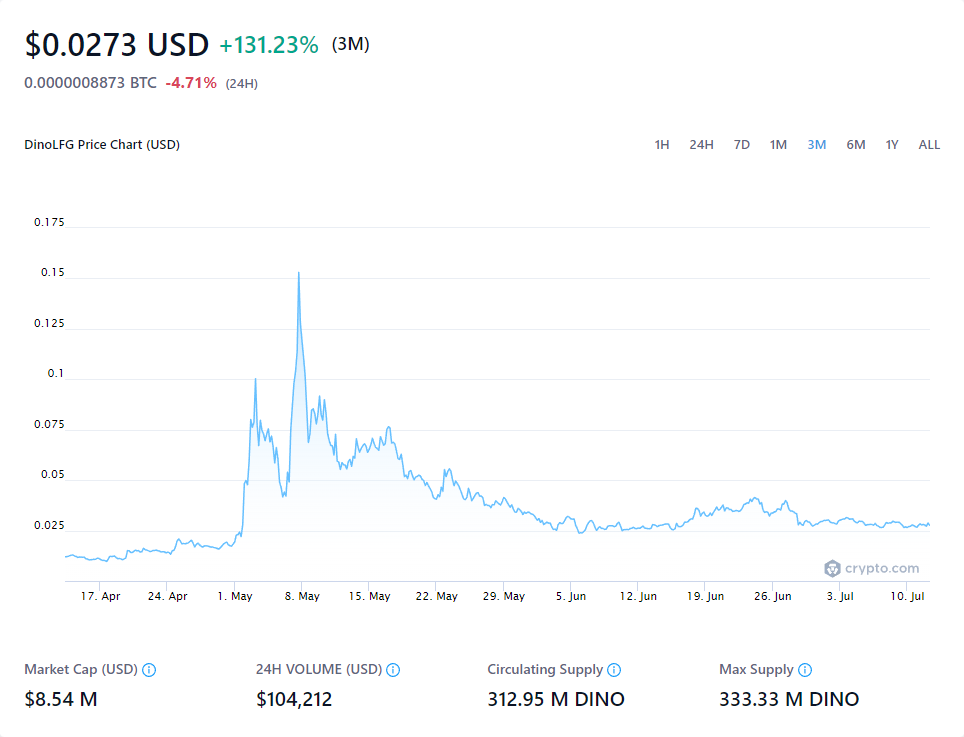 $0.0273 USD +131.23% (3M)
0.0000008873 BTC -4.71% (24H)
DinoLFG Price Chart (USD) 1H 24H 7D 1M 3M 6M 1Y ALL
0.175
0.15
0.125
0.1
0.075
0.05
0.025
crypto.com
17. Apr 24. Apr 1. May 8. May 15. May 22. May 29. May 5. Jun 12. Jun 19. Jun 26. Jun 3. Jul 10. Jul
Market Cap (USD) 24H VOLUME (USD) Circulating Supply Max Supply
$8.54 M $104,212 312.95 M DINO 333.33 M DINO